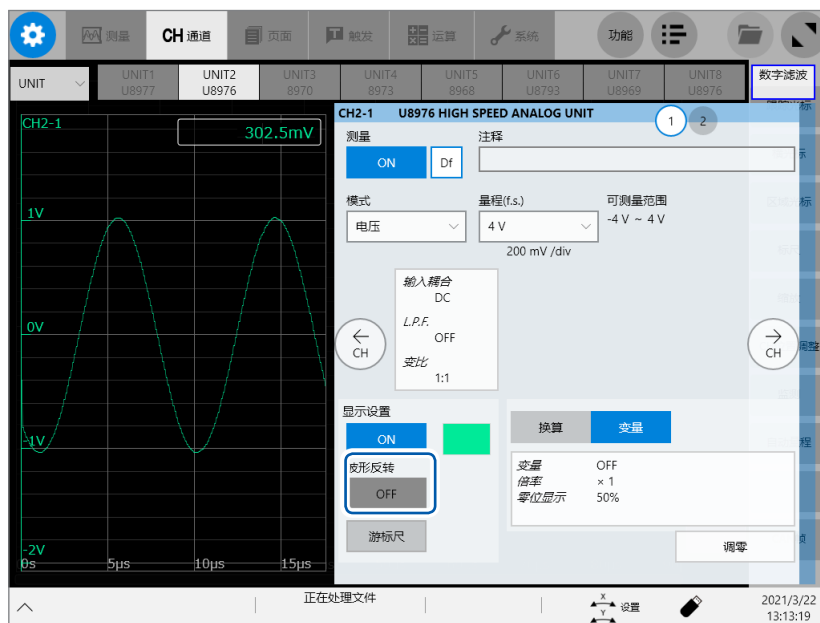 测量 CH 通道 页面 触发 运算 系统 功能
UNIT UNIT1 UNIT2 UNIT3 UNIT4 UNIT5 UNIT6 UNIT7 UNIT8 数字滤波
U8977 U8976 8970 8973 8968 U8793 U8969 U8976
CH2-1 U8976 HIGH SPEED ANALOG UNIT 1 2
CH2-1
302.5mV
1V
0V
-1V
-2V
0s 5µs 10µs 15µs
测量 注释
ON Df
模式 量程(f.s.) 可测量范围
电压 4 V -4 V ~ 4 V
200 mV /div
输入耦合
DC
L.P.F.
OFF
变比
1:1
CH CH
显示设置
ON
换算 变量
波形反转
OFF
变量 OFF
倍率 × 1
零位显示 50%
游标尺
调零
正在处理文件
X
Y
设置
2021/3/22
13:13:19